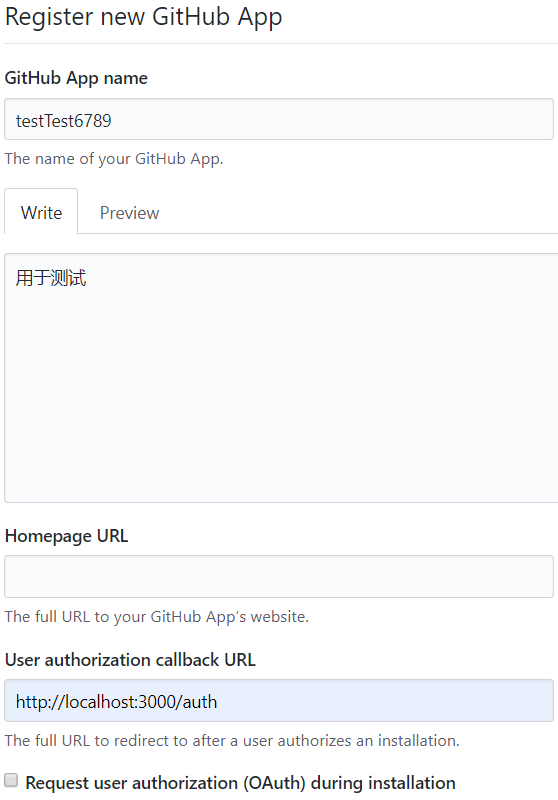 Register new GitHub App
GitHub App name
testTest6789
The name of your GitHub App.
Write Preview
用于测试
Homepage URL
The full URL to your GitHub App's website.
User authorization callback URL
http://localhost:3000/auth
The full URL to redirect to after a user authorizes an installation.
Request user authorization (OAuth) during installation